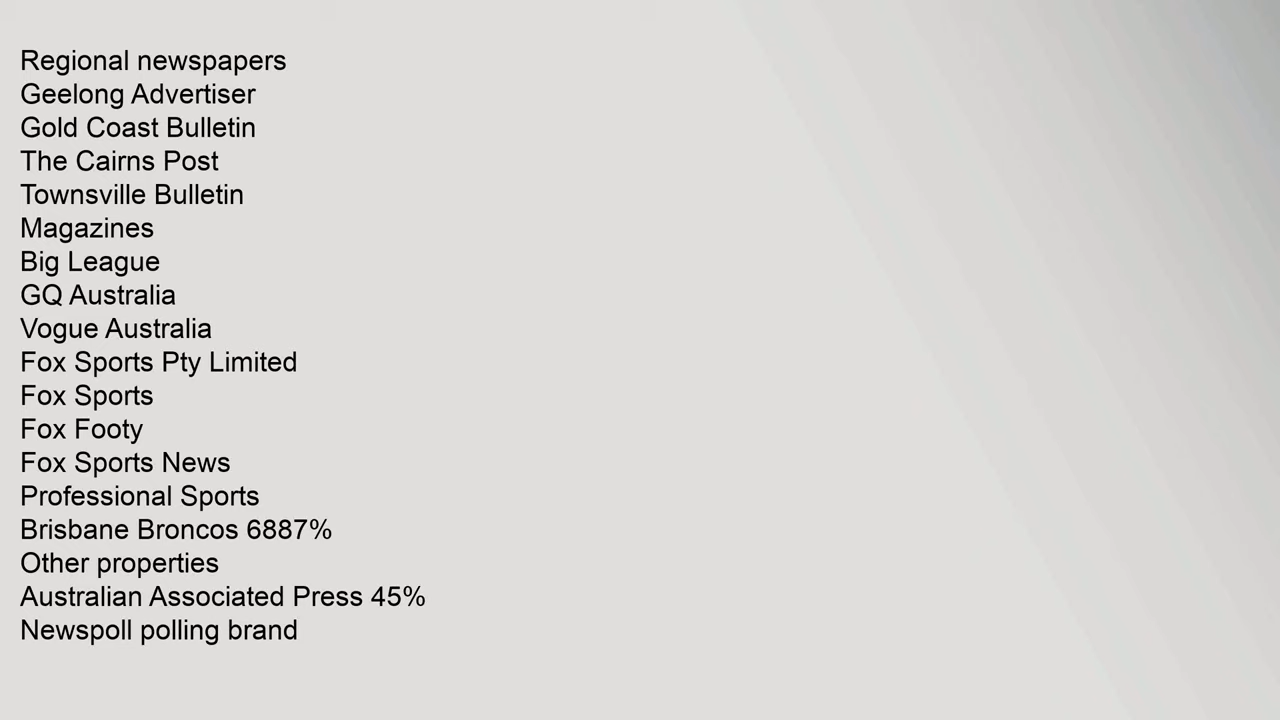 Regional newspapers
Geelong Advertiser
Gold Coast Bulletin
The Cairns Post
Townsville Bulletin
Magazines
Big League
GQ Australia
Vogue Australia
Fox Sports Pty Limited
Fox Sports
Fox Footy
Fox Sports News
Professional Sports
Brisbane Broncos 6887%
Other properties
Australian Associated Press 45%
Newspoll polling brand